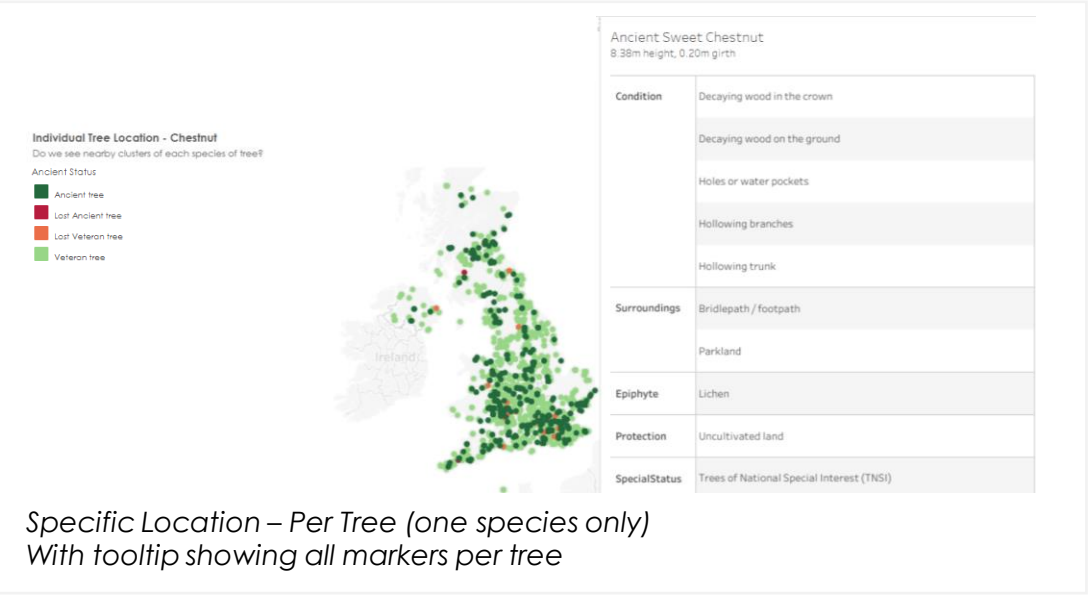 Individual Tree Location - Chestnut
Do we see nearby clusters of each species of tree?
Ancient Status
Ancient tree
Lost Ancient tree
Lost Veteran tree
Veteran tree
Ireland
Ancient Sweet Chestnut
8.38m height, 0.20m girth
Condition
Decaying wood in the crown
Decaying wood on the ground
Holes or water pockets
Hollowing branches
Hollowing trunk
Surroundings
Bridlepath / footpath
Parkland
Epiphyte
Lichen
Protection
Uncultivated land
SpecialStatus
Trees of National Special Interest (TNSI)
Specific Location – Per Tree (one species only)
With tooltip showing all markers per tree